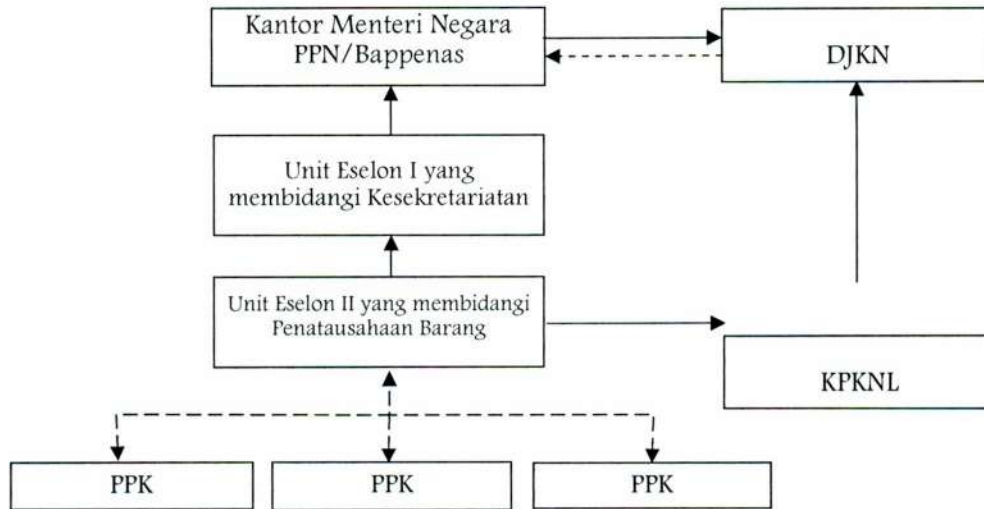 Kantor Menteri Negara
PPN/Bappenas
DJKN
Unit Eselon I yang
membidangi Kesekretariatan
Unit Eselon II yang membidangi
Penatausahaan Barang
KPKNL
PPK
PPK
PPK